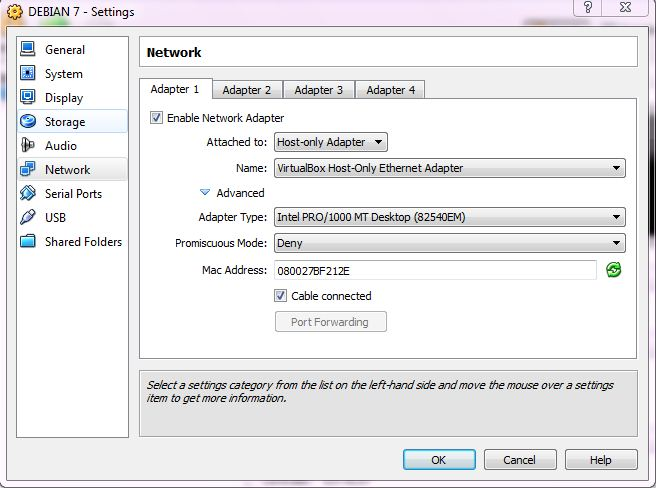 DEBIAN 7 - Settings
?
X
General
System
Display
Storage
Audio
Network
Serial Ports
USB
Shared Folders
Network
Adapter 1 Adapter 2 Adapter 3 Adapter 4
Enable Network Adapter
Attached to: Host-only Adapter
Name: VirtualBox Host-Only Ethernet Adapter
Advanced
Adapter Type: Intel PRO/1000 MT Desktop (82540EM)
Promiscuous Mode: Deny
Mac Address: 080027BF212E
Cable connected
Port Forwarding
Select a settings category from the list on the left-hand side and move the mouse over a settings
item to get more information.
OK Cancel Help